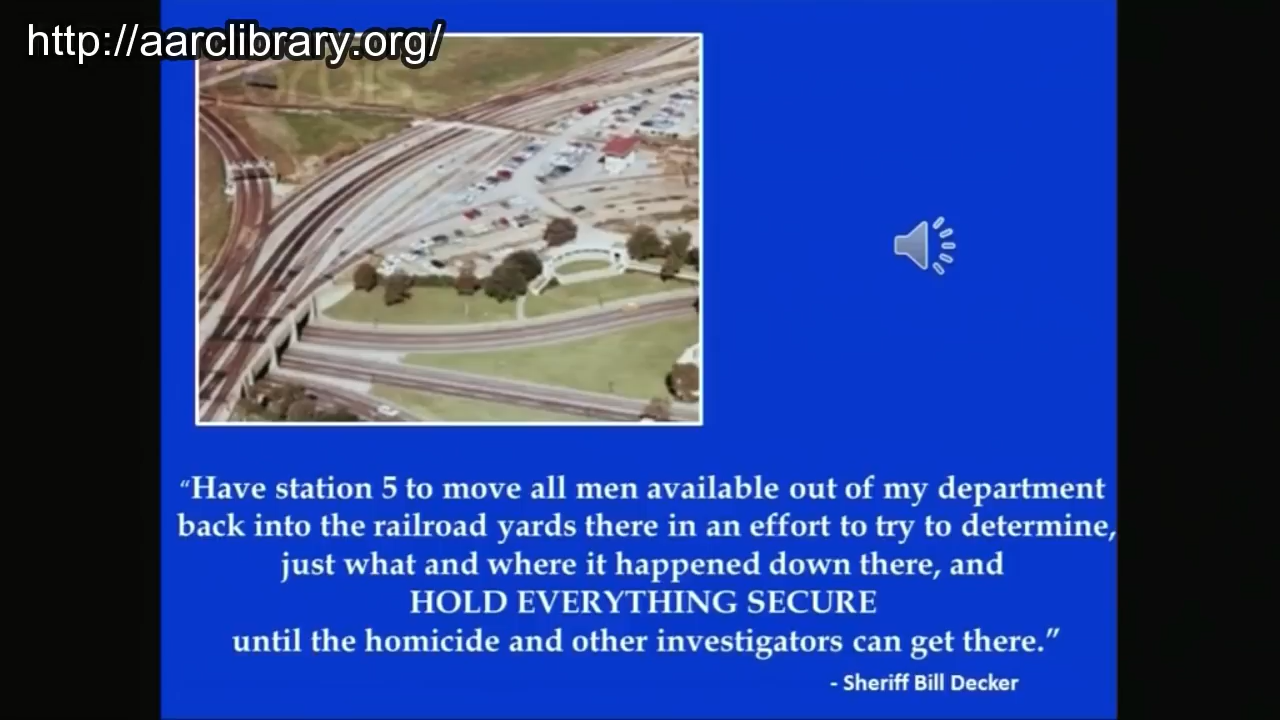 http://aarclibrary.org/
“Have station 5 to move all men available out of my department
back into the railroad yards there in an effort to try to determine,
just what and where it happened down there, and
HOLD EVERYTHING SECURE
until the homicide and other investigators can get there.”
- Sheriff Bill Decker